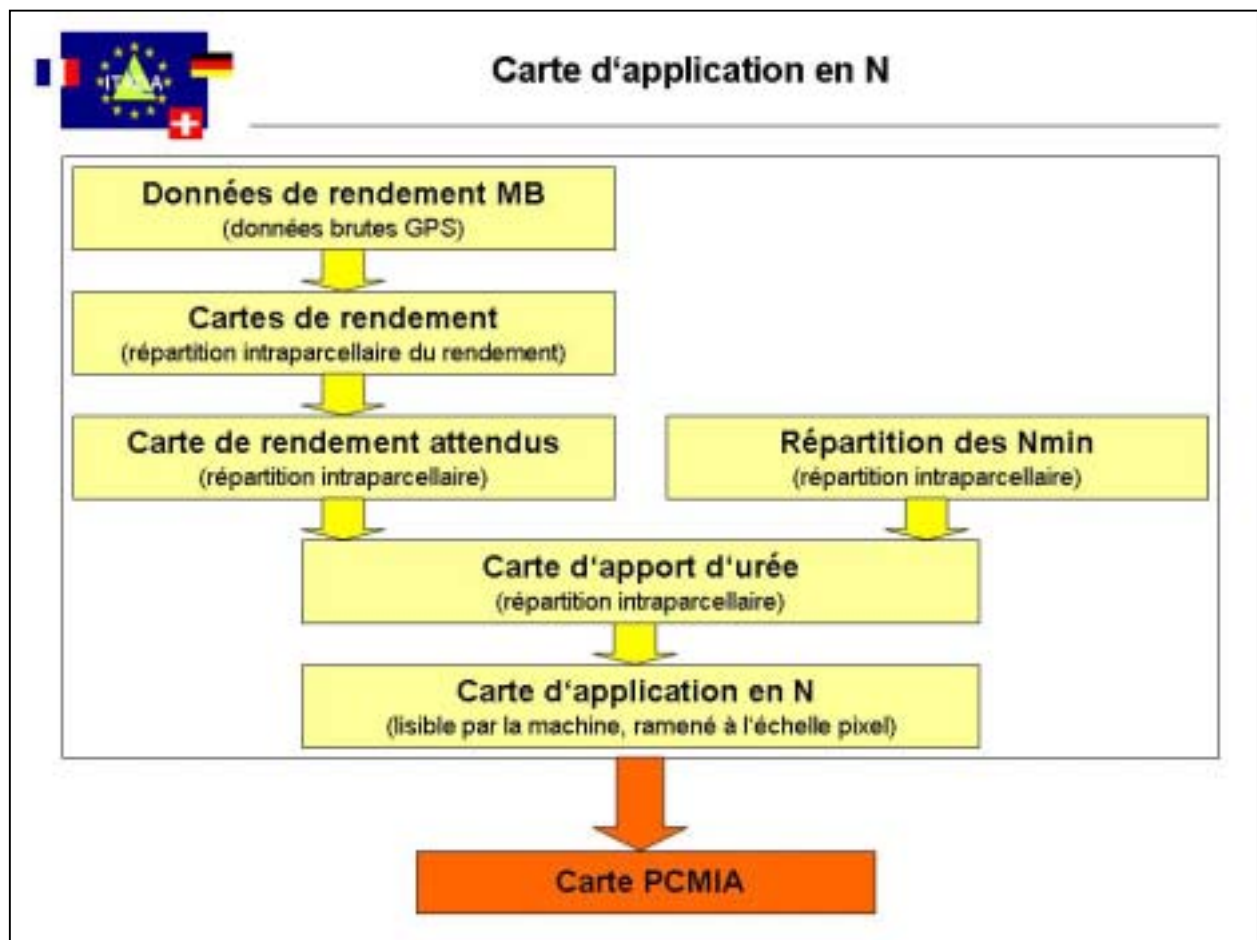 ITADA
Carte d‘application en N
Données de rendement MB
(données brutes GPS)
Cartes de rendement
(répartition intraparcellaire du rendement)
Carte de rendement attendus
(répartition intraparcellaire)
Répartition des Nmin
(répartition intraparcellaire)
Carte d‘apport d‘urée
(répartition intraparcellaire)
Carte d‘application en N
(lisible par la machine, ramené à l‘échelle pixel)
Carte PCMIA